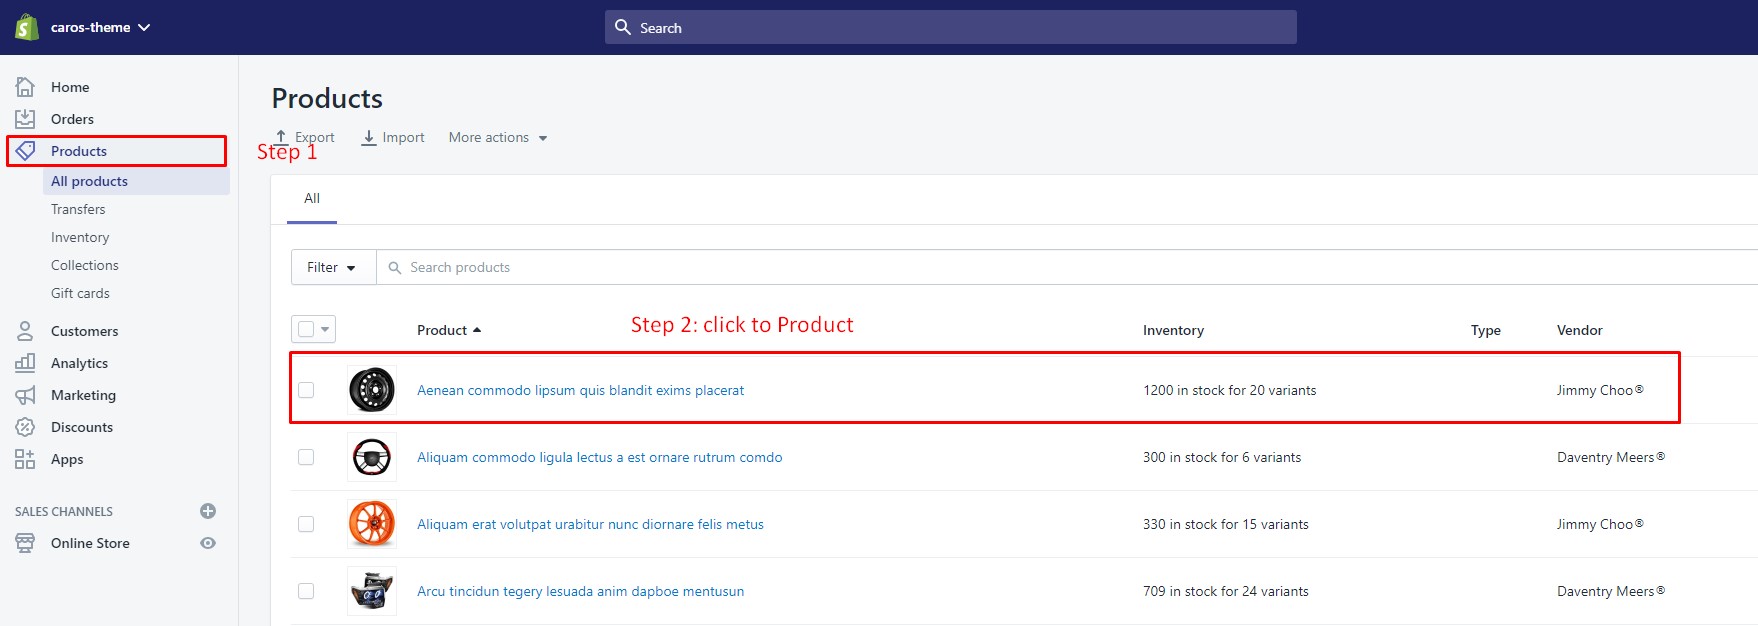 caros-theme
Search
Home
Orders
Products
All products
Transfers
Inventory
Collections
Gift cards
Customers
Analytics
Marketing
Discounts
Apps
SALES CHANNELS
Online Store
Products
Export Import More actions
Step 1
All
Filter Search products
Step 2: click to Product
Product Inventory Type Vendor
Aenean commodo lipsum quis blandit exims placerat 1200 in stock for 20 variants Jimmy Choo®
Aliquam commodo ligula lectus a est ornare rutrum comdo 300 in stock for 6 variants Daventry Meers®
Aliquam erat volutpat urabitur nunc diornare felis metus 330 in stock for 15 variants Jimmy Choo®
Arcu tincidun tegery lesuada anim dapboe mentusun 709 in stock for 24 variants Daventry Meers®